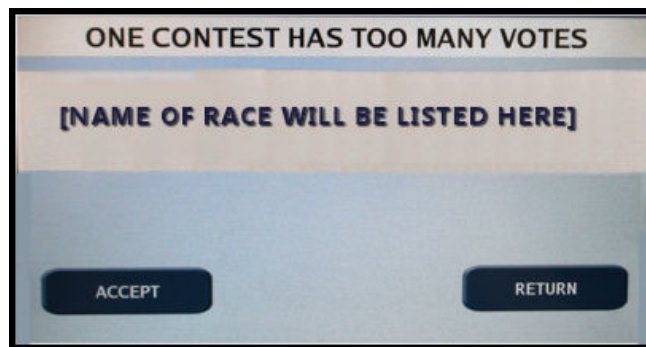 ONE CONTEST HAS TOO MANY VOTES
[NAME OF RACE WILL BE LISTED HERE]
ACCEPT
RETURN